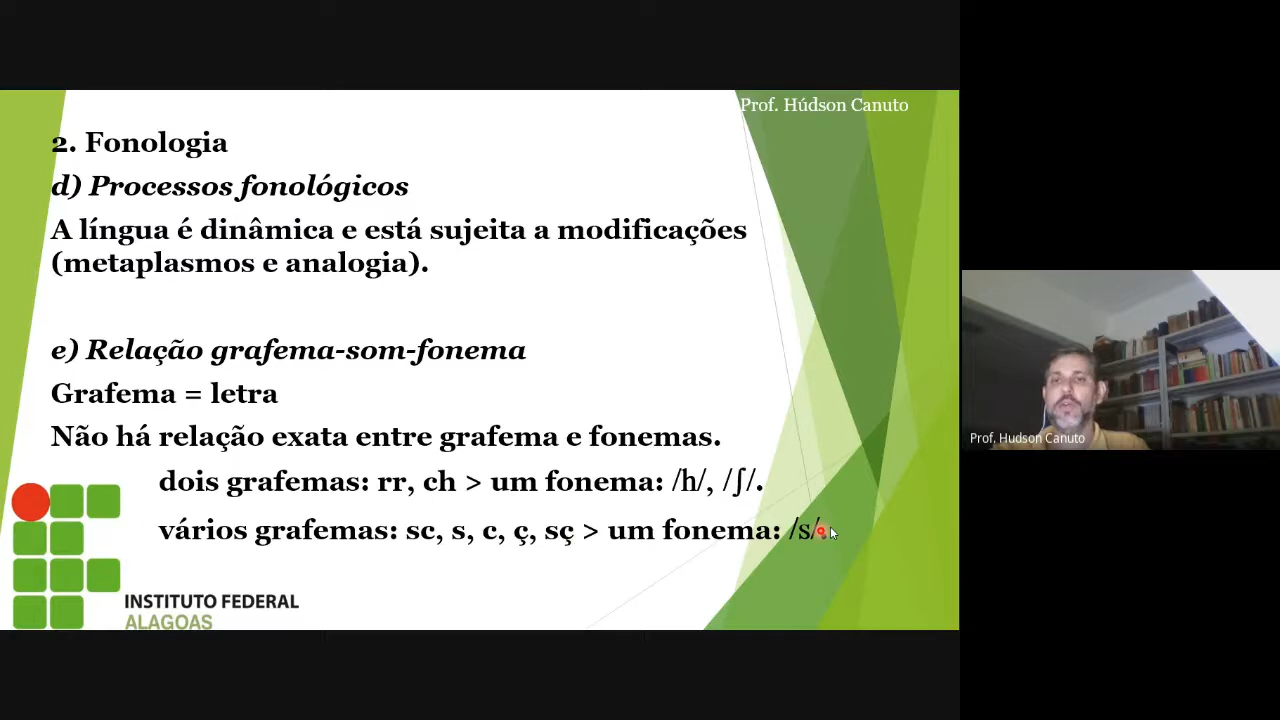 Prof. Húdson Canuto
2. Fonologia
d) Processos fonológicos
A língua é dinâmica e está sujeita a modificações
(metaplasmos e analogia).
e) Relação grafema-som-fonema
Grafema = letra
Não há relação exata entre grafema e fonemas.
dois grafemas: rr, ch > um fonema: /h/, /ʃ/.
vários grafemas: sc, s, c, ç, sç > um fonema: /s/.
INSTITUTO FEDERAL
ALAGOAS
Prof. Hudson Canuto